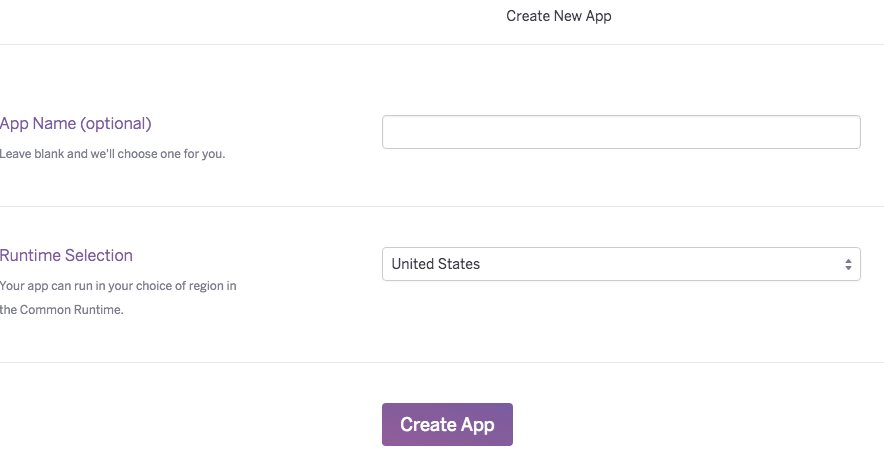 Create New App
App Name (optional)
Leave blank and we'll choose one for you.
Runtime Selection
United States
Your app can run in your choice of region in
the Common Runtime.
Create App